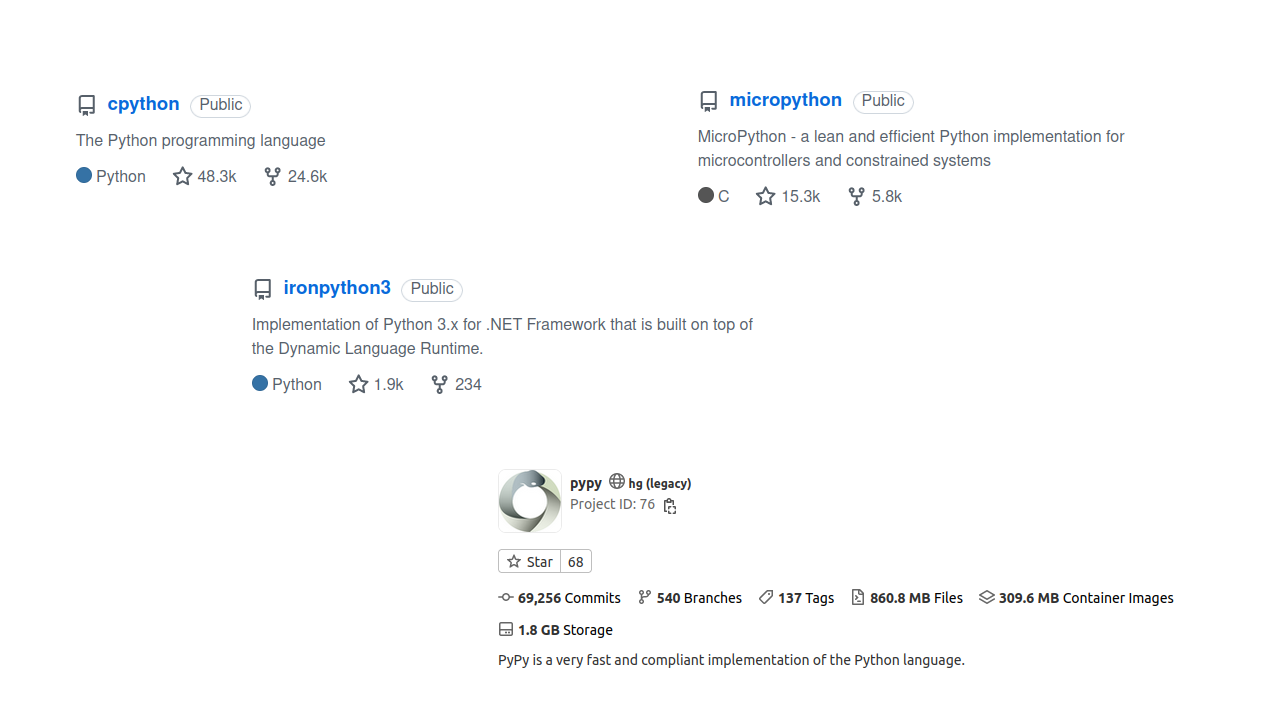 cpython Public
The Python programming language
Python 48.3k 24.6k
micropython Public
MicroPython - a lean and efficient Python implementation for
microcontrollers and constrained systems
C 15.3k 5.8k
ironpython3 Public
Implementation of Python 3.x for .NET Framework that is built on top of
the Dynamic Language Runtime.
Python 1.9k 234
pypy hg (legacy)
Project ID: 76
Star 68
69,256 Commits 540 Branches 137 Tags 860.8 MB Files 309.6 MB Container Images
1.8 GB Storage
PyPy is a very fast and compliant implementation of the Python language.